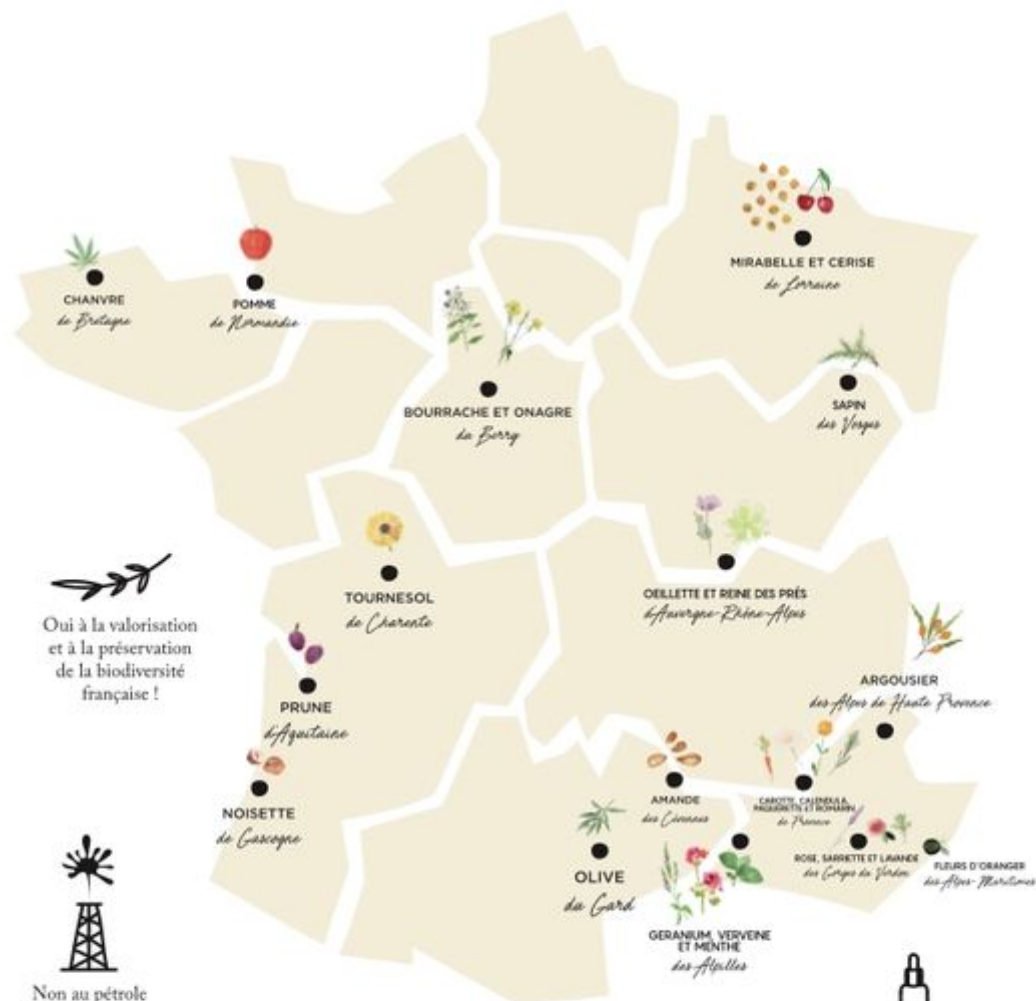 MIRABELLE ET CERISE
de Lorraine
CHANVRE
de Bretagne
POMME
de Normandie
BOURRACHE ET ONAGRE
du Berry
SAPIN
des Vosges
TOURNESOL
de Charente
OEILLETTE ET REINE DES PRÉS
d'Auvergne-Rhône-Alpes
Oui à la valorisation
et à la préservation
de la biodiversité
française !
ARGOUSIER
des Alpes de Haute Provence
PRUNE
d'Aquitaine
NOISETTE
de Gascogne
AMANDE
des Cévennes
CAROTTE, CALENDULA,
PAQUERETTE ET ROMARIN
de Provence
OLIVE
du Gard
ROSE, SARRIETTE ET LAVANDE
des Gorges du Verdon
FLEURS D'ORANGER
des Alpes-Maritimes
GERANIUM, VERVEINE
ET MENTHE
des Alpilles
Non au pétrole